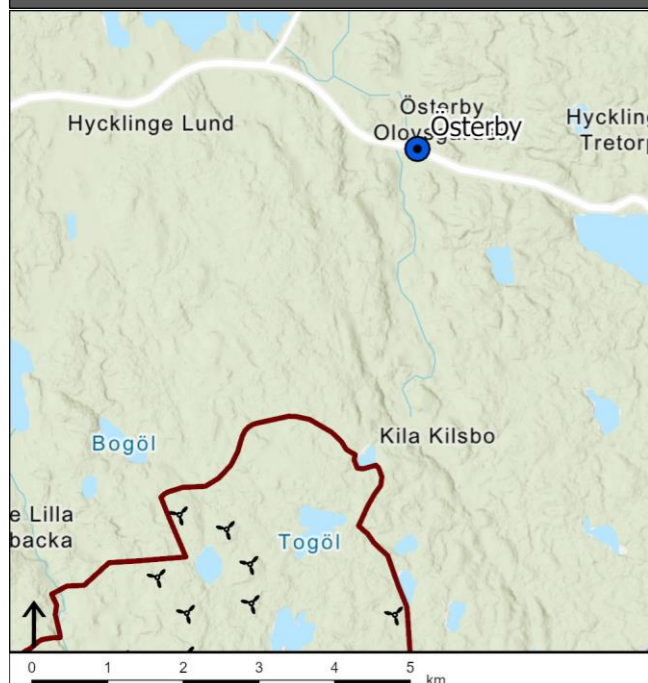 Hycklinge Lund
Österby
Olovsgården
Österby
Hyckling
Tretorp
Bogöl
Kila Kilsbo
e Lilla
backa
Togöl
0 1 2 3 4 5
km